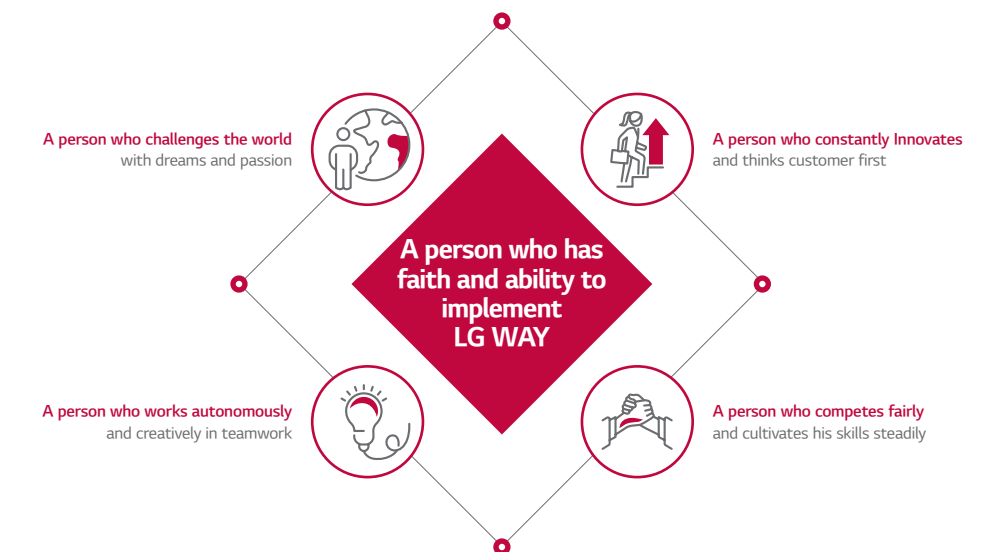 A person who challenges the world
with dreams and passion
A person who constantly Innovates
and thinks customer first
A person who has
faith and ability to
implement
LG WAY
A person who works autonomously
and creatively in teamwork
A person who competes fairly
and cultivates his skills steadily